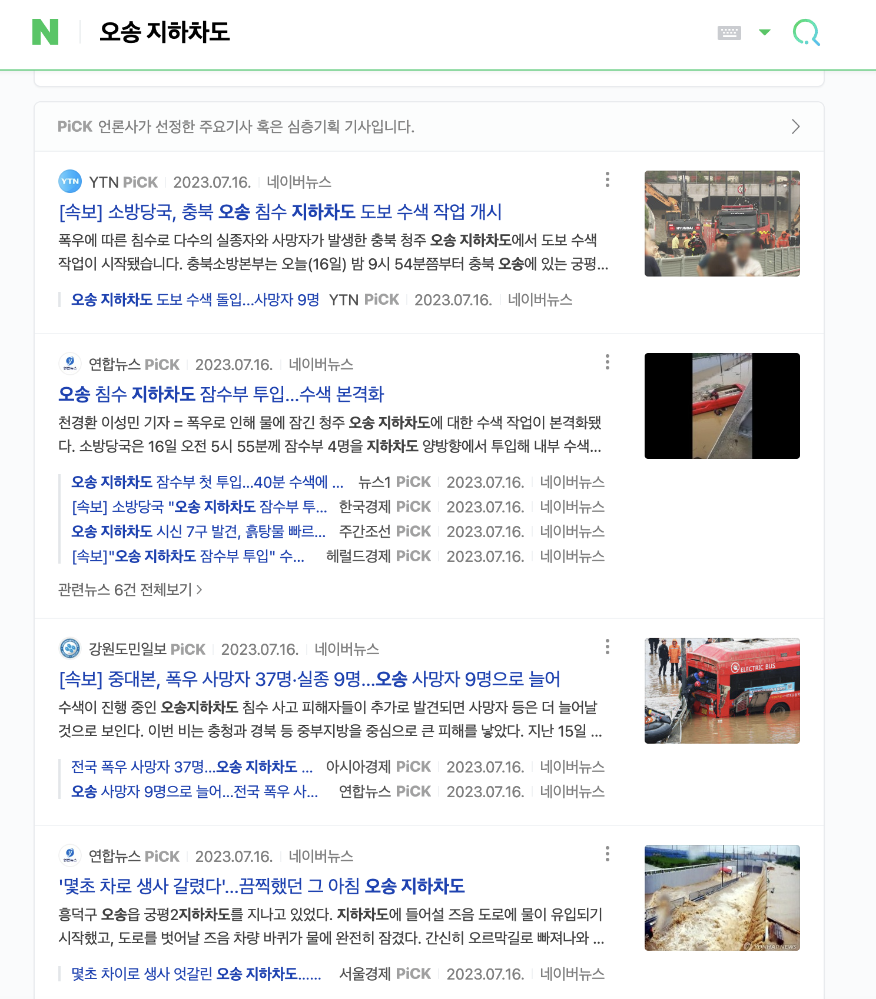 N 오송 지하차도
PiCK 언론사가 선정한 주요기사 혹은 심층기획 기사입니다.
YTN YTN PiCK 2023.07.16. 네이버뉴스
[속보] 소방당국, 충북 오송 침수 지하차도 도보 수색 작업 개시
폭우에 따른 침수로 다수의 실종자와 사망자가 발생한 충북 청주 오송 지하차도에서 도보 수색
작업이 시작됐습니다. 충북소방본부는 오늘(16일) 밤 9시 54분쯤부터 충북 오송에 있는 궁평...
HYUNDAI
오송 지하차도 도보 수색 돌입...사망자 9명 YTN PiCK 2023.07.16. 네이버뉴스
연합뉴스 연합뉴스 PiCK 2023.07.16. 네이버뉴스
오송 침수 지하차도 잠수부 투입...수색 본격화
천경환 이성민 기자 = 폭우로 인해 물에 잠긴 청주 오송 지하차도에 대한 수색 작업이 본격화됐
다. 소방당국은 16일 오전 5시 55분께 잠수부 4명을 지하차도 양방향에서 투입해 내부 수색...
오송 지하차도 잠수부 첫 투입...40분 수색에 ... 뉴스1 PiCK 2023.07.16. 네이버뉴스
[속보] 소방당국 "오송 지하차도 잠수부 투... 한국경제 PiCK 2023.07.16. 네이버뉴스
오송 지하차도 시신 7구 발견, 흙탕물 빠르... 주간조선 PiCK 2023.07.16. 네이버뉴스
[속보]"오송 지하차도 잠수부 투입" 수... 헤럴드경제 PiCK 2023.07.16. 네이버뉴스
관련뉴스 6건 전체보기
강원도민일보 PiCK 2023.07.16. 네이버뉴스
[속보] 중대본, 폭우 사망자 37명·실종 9명...오송 사망자 9명으로 늘어
수색이 진행 중인 오송지하차도 침수 사고 피해자들이 추가로 발견되면 사망자 등은 더 늘어날
것으로 보인다. 이번 비는 충청과 경북 등 중부지방을 중심으로 큰 피해를 낳았다. 지난 15일 ...
ELECTRIC BUS
전국 폭우 사망자 37명...오송 지하차도 ... 아시아경제 PiCK 2023.07.16. 네이버뉴스
오송 사망자 9명으로 늘어...전국 폭우 사... 연합뉴스 PiCK 2023.07.16. 네이버뉴스
연합뉴스 연합뉴스 PiCK 2023.07.16. 네이버뉴스
'몇초 차로 생사 갈렸다'...끔찍했던 그 아침 오송 지하차도
흥덕구 오송읍 궁평2지하차도를 지나고 있었다. 지하차도에 들어설 즈음 도로에 물이 유입되기
시작했고, 도로를 벗어날 즈음 차량 바퀴가 물에 완전히 잠겼다. 간신히 오르막길로 빠져나와 ...
YONHAP NEWS
몇초 차이로 생사 엇갈린 오송 지하차도...... 서울경제 PiCK 2023.07.16. 네이버뉴스